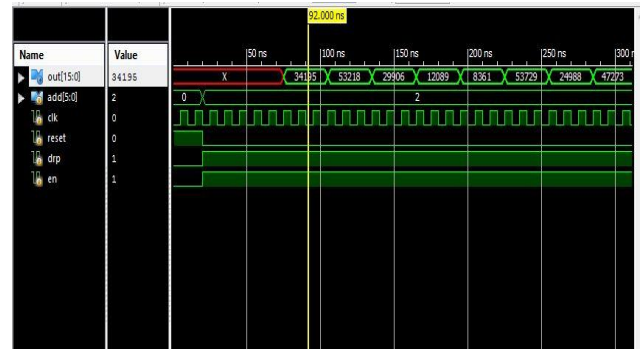 92.000 ns
Name Value 50 ns 100 ns 150 ns 200 ns 250 ns 300 n
out[15:0] 34195 X 34195 53218 29906 12089 8361 53729 24988 47273
add[5:0] 2 0 2
clk 0
reset 0
drp 1
en 1